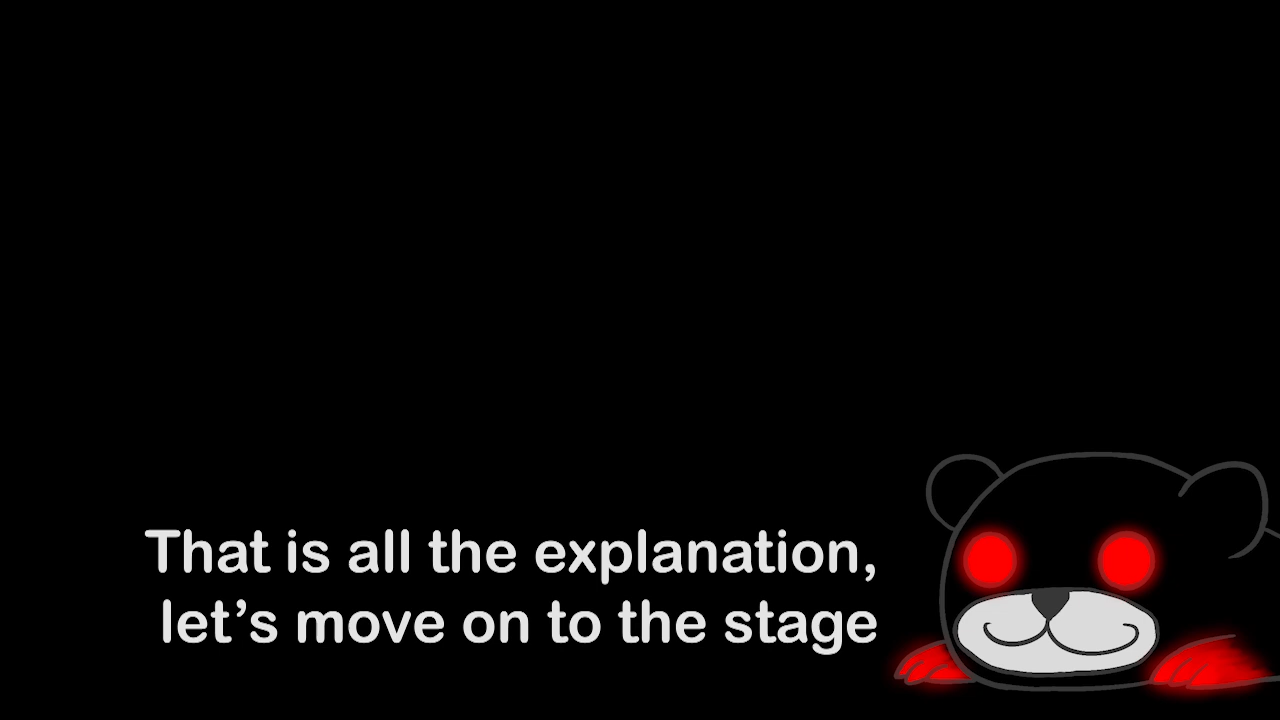 That is all the explanation,
let’s move on to the stage